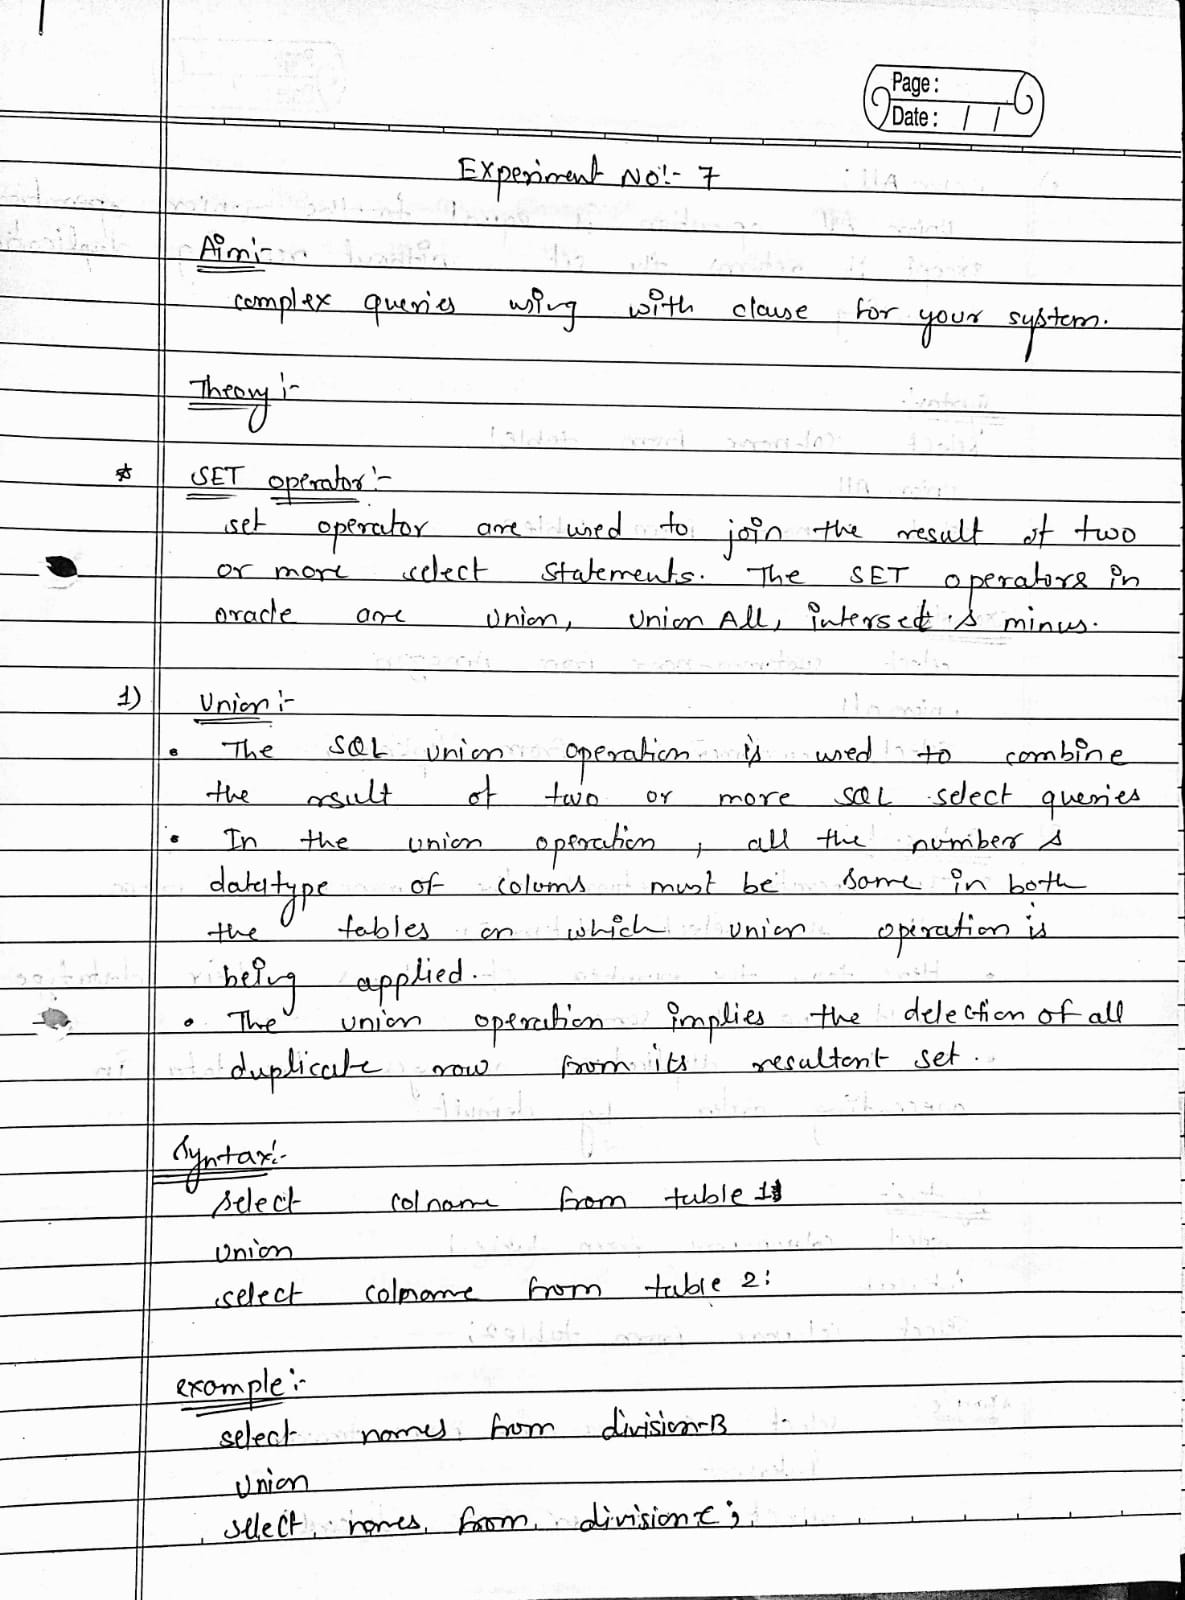 Page:
Date: / /
Experiment No:- 7
Aim:-
complex queries using with clause for your system.
Theory:-
* SET operator:-
set operator are used to join the result of two
or more select statements. The SET operators in
oracle are union, union All, intersect & minus.
1) Union:-
• The SQL union operation is used to combine
the result of two or more SQL select queries
• In the union operation, all the number &
datatype of colums must be same in both
the tables on which union operation is
being applied.
• The union operation implies the delection of all
duplicate row from its resultant set.
Syntax:-
select colname from table 1
union
select colname from table 2:
example:-
select names from division-B
union
select names from division-c;